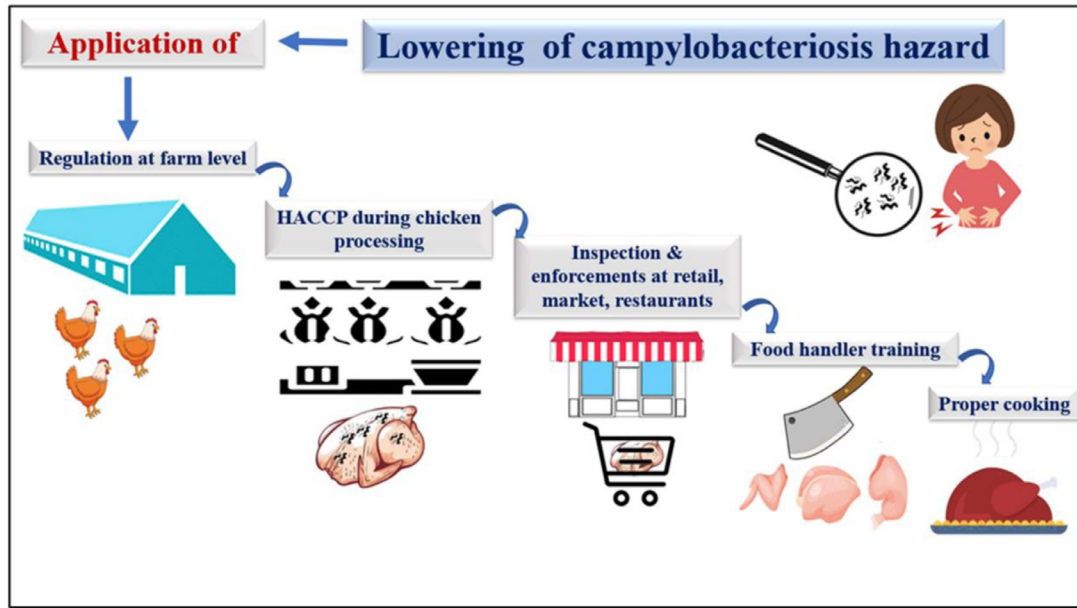 Application of
Lowering of campylobacteriosis hazard
Regulation at farm level
HACCP during chicken
processing
Inspection &
enforcements at retail,
market, restaurants
Food handler training
Proper cooking